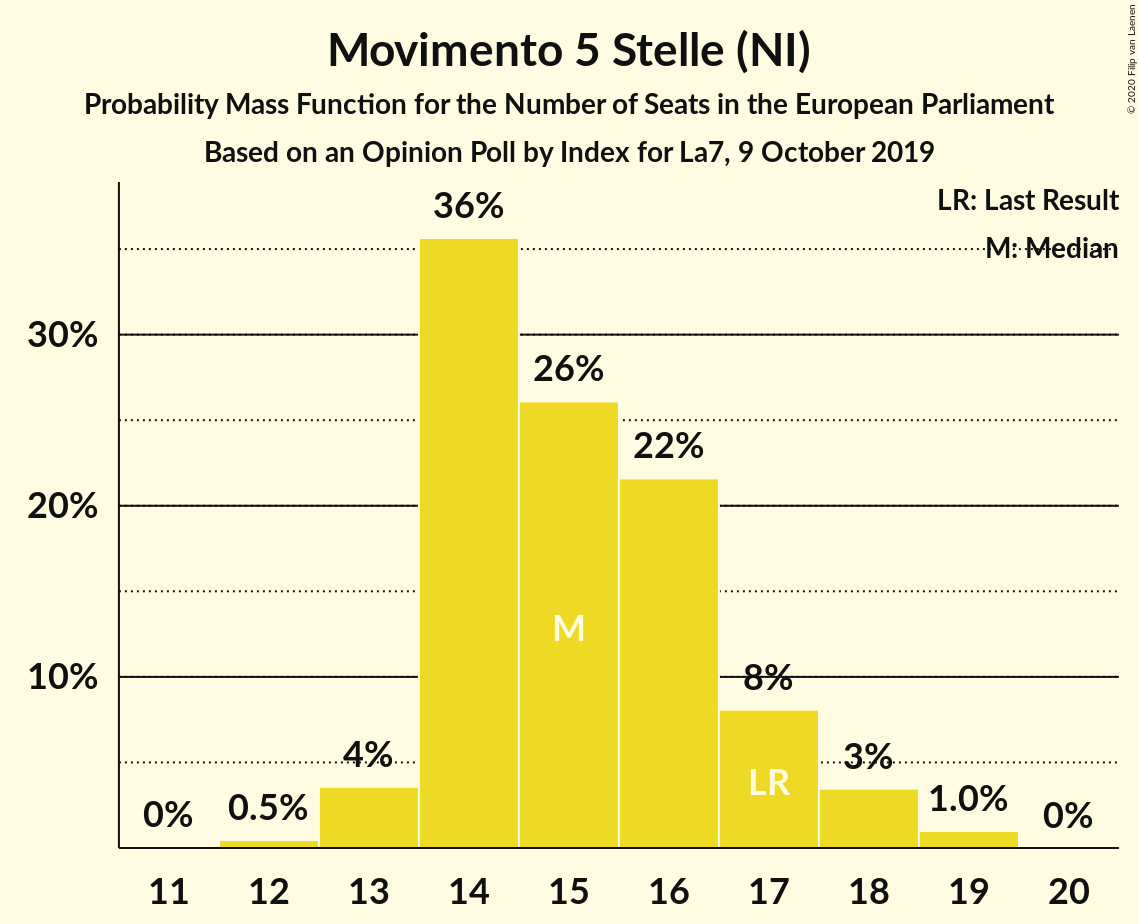 Movimento 5 Stelle (NI)
Probability Mass Function for the Number of Seats in the European Parliament
Based on an Opinion Poll by Index for La7, 9 October 2019
© 2020 Filip van Laenen
LR: Last Result
M: Median
30%
20%
10%
0%
0.5%
4%
36%
26%
22%
8%
3%
1.0%
0%
M
LR
11 12 13 14 15 16 17 18 19 20